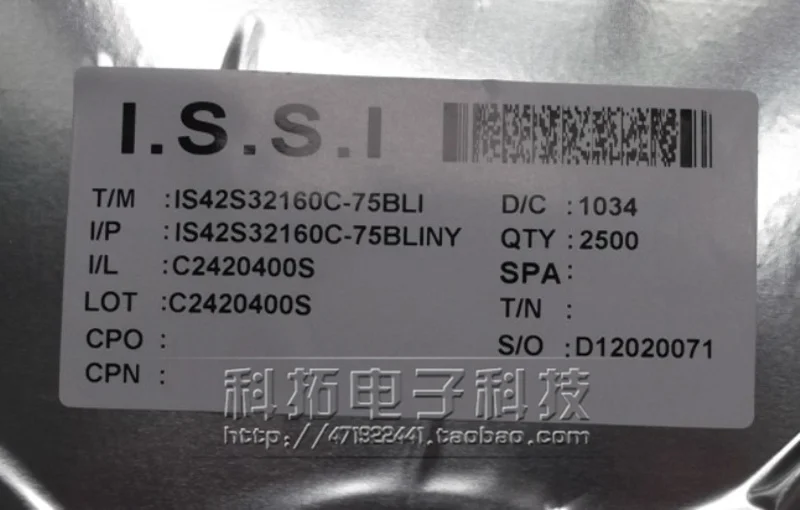 I.S.S.I
T/M :IS42S32160C-75BLI D/C :1034
I/P :IS42S32160C-75BLINY QTY :2500
I/L :C2420400S SPA:
LOT :C2420400S T/N :
CPO : S/O :D12020071
CPN :
科拓电子科技
http://471922441.taobao.com